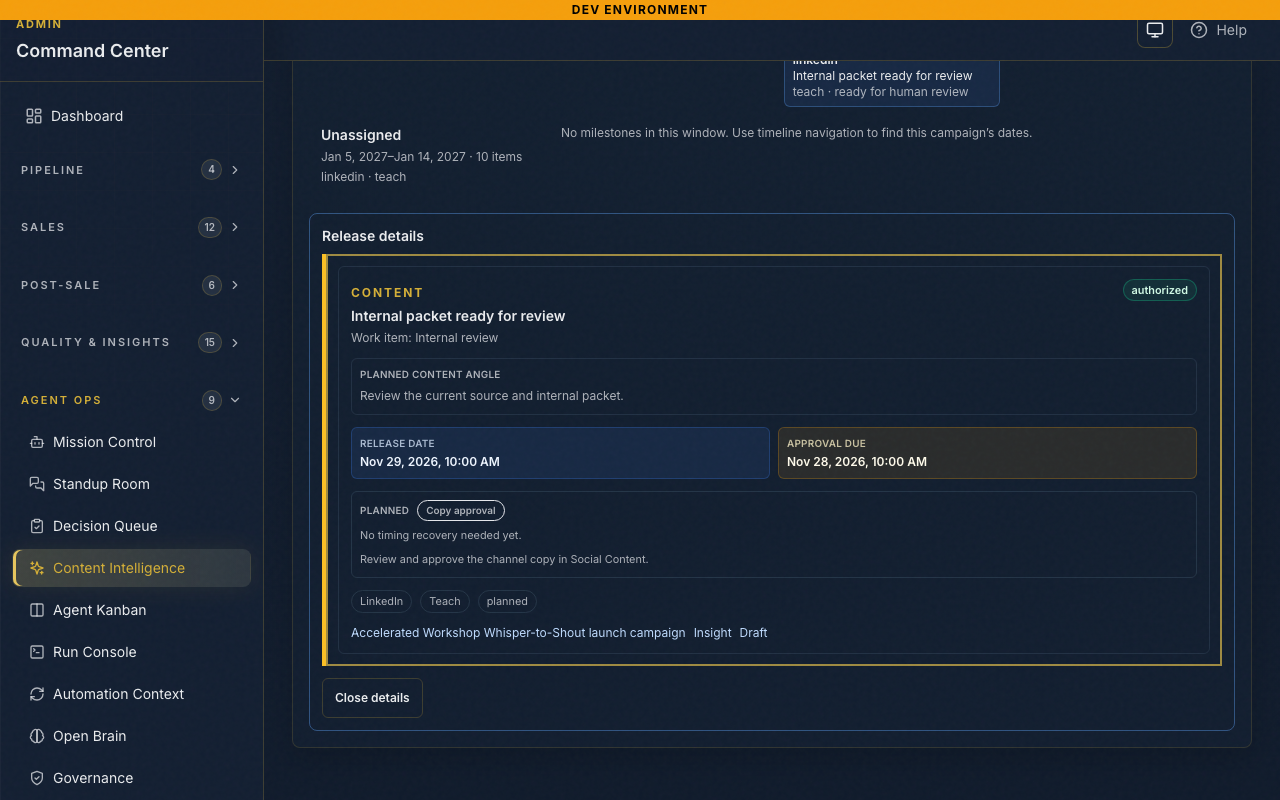 DEV ENVIRONMENT
ADMIN
Command Center
Help
Dashboard
PIPELINE 4
SALES 12
POST-SALE 6
QUALITY & INSIGHTS 15
AGENT OPS 9
Mission Control
Standup Room
Decision Queue
Content Intelligence
Agent Kanban
Run Console
Automation Context
Open Brain
Governance
linkedin
Internal packet ready for review
teach · ready for human review
Unassigned
Jan 5, 2027–Jan 14, 2027 · 10 items
linkedin · teach
No milestones in this window. Use timeline navigation to find this campaign's dates.
Release details
CONTENT
authorized
Internal packet ready for review
Work item: Internal review
PLANNED CONTENT ANGLE
Review the current source and internal packet.
RELEASE DATE
Nov 29, 2026, 10:00 AM
APPROVAL DUE
Nov 28, 2026, 10:00 AM
PLANNED Copy approval
No timing recovery needed yet.
Review and approve the channel copy in Social Content.
LinkedIn Teach planned
Accelerated Workshop Whisper-to-Shout launch campaign Insight Draft
Close details